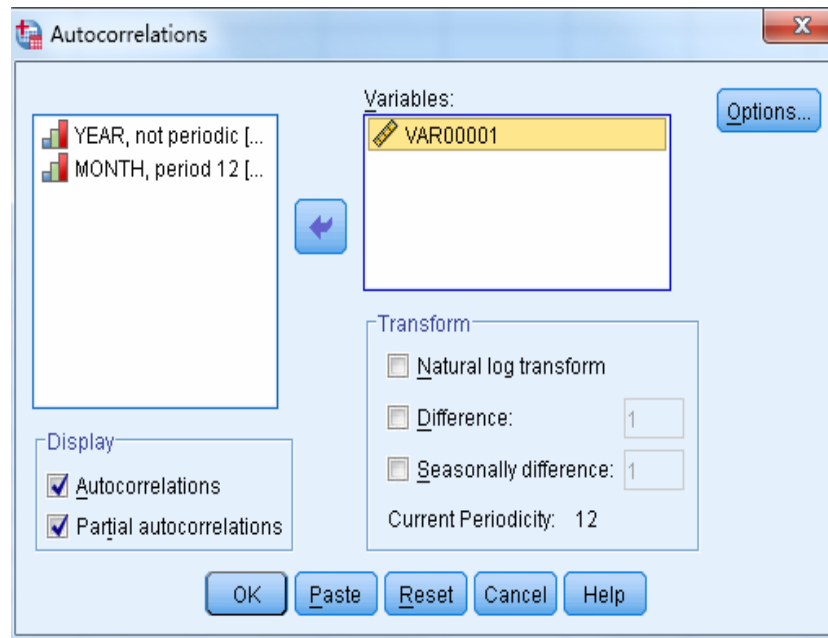 Autocorrelations
Variables:
YEAR, not periodic [...
MONTH, period 12 [...
VAR00001
Options...
Transform
Natural log transform
Difference: 1
Seasonally difference: 1
Current Periodicity: 12
Display
Autocorrelations
Partial autocorrelations
OK Paste Reset Cancel Help